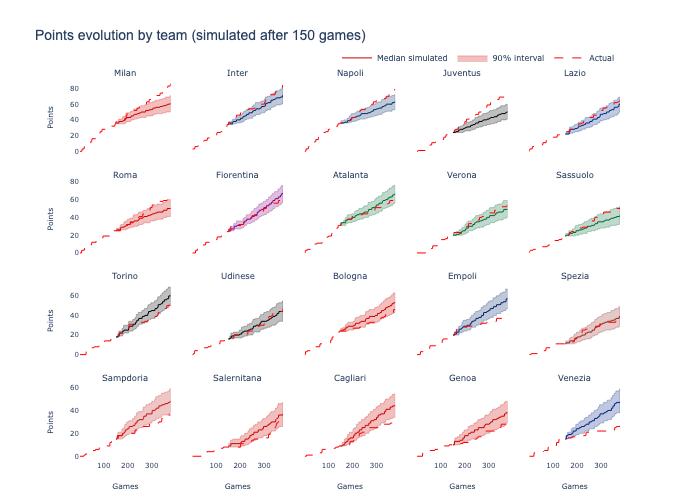 Points evolution by team (simulated after 150 games)
Median simulated 90% interval Actual
Milan Inter Napoli Juventus Lazio
80
60
40
20
0
Points
Roma Fiorentina Atalanta Verona Sassuolo
80
60
40
20
0
Points
Torino Udinese Bologna Empoli Spezia
60
40
20
0
Points
Sampdoria Salernitana Cagliari Genoa Venezia
60
40
20
0
Points
100 200 300 100 200 300 100 200 300 100 200 300 100 200 300
Games Games Games Games Games